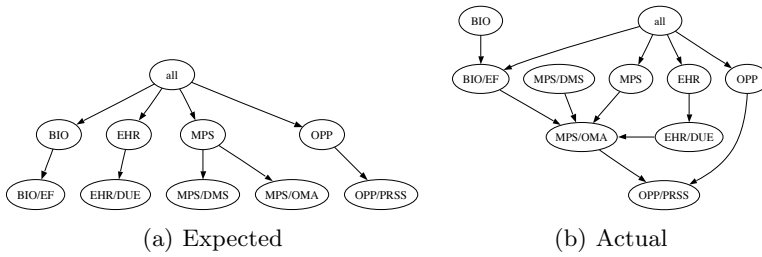 all
BIO
EHR
MPS
OPP
BIO/EF
EHR/DUE
MPS/DMS
MPS/OMA
OPP/PRSS
(a) Expected
BIO
all
BIO/EF
MPS/DMS
MPS
EHR
OPP
MPS/OMA
EHR/DUE
OPP/PRSS
(b) Actual